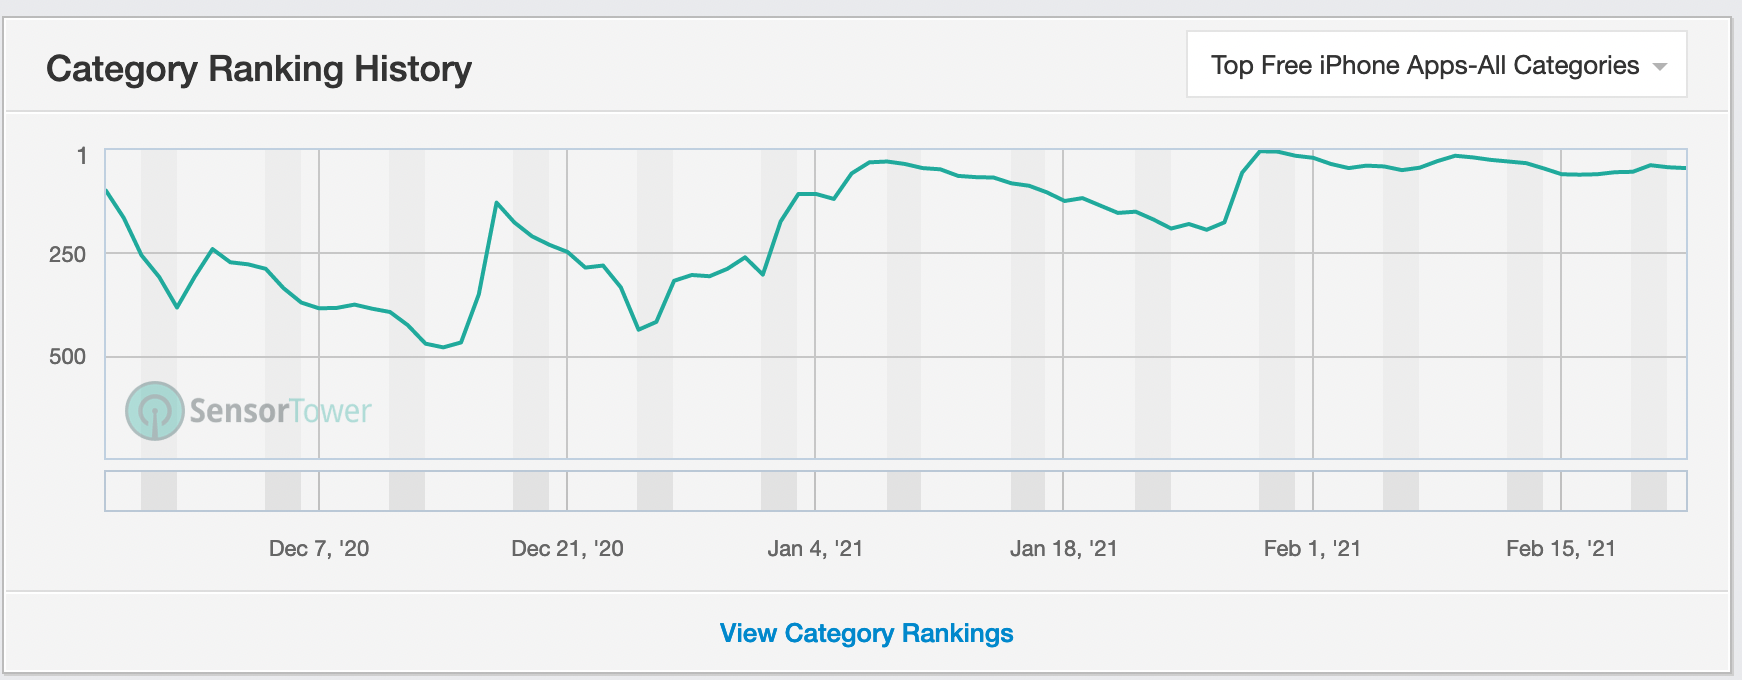 Category Ranking History
Top Free iPhone Apps-All Categories
1
250
500
SensorTower
Dec 7, '20
Dec 21, '20
Jan 4, '21
Jan 18, '21
Feb 1, '21
Feb 15, '21
View Category Rankings